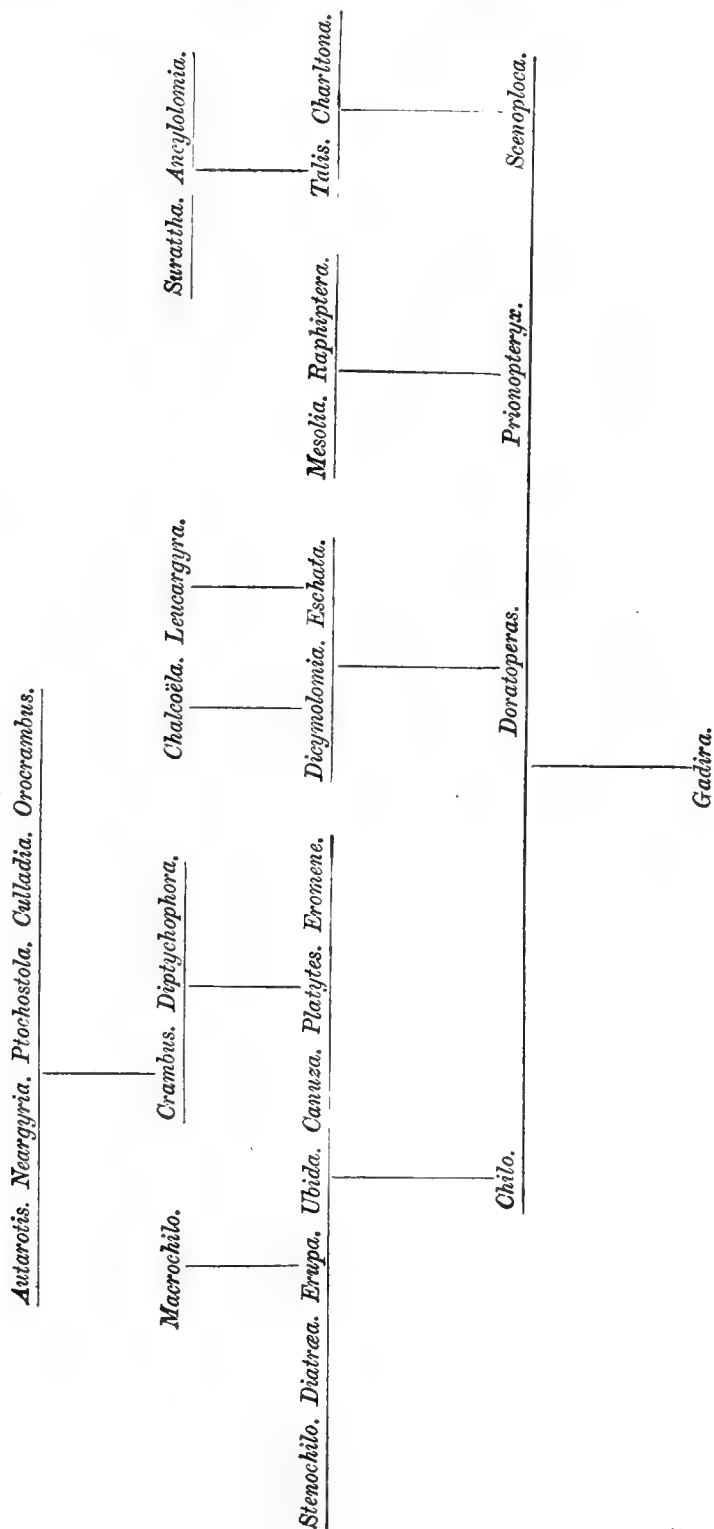 Autarotis. Neargyria. Ptochostola. Culladia. Orocrambus.
Macrochilo.
Crambus. Diptychophora.
Chalcoëla. Leucargyra.
Surattha. Ancylolomia.
Stenochilo. Diatræa. Erupa. Ubida. Canuza. Platytes. Eromene.
Dicymolomia. Eschata.
Mesolia. Raphiptera.
Talis. Charltona.
Chilo.
Doratoperas.
Prionopteryx.
Scenoploca.
Gadira.